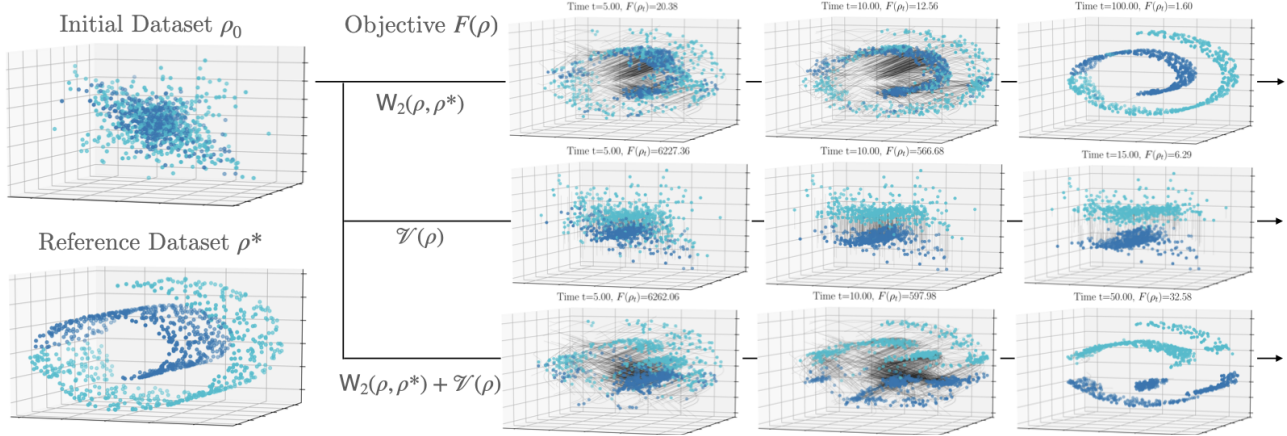 Initial Dataset ρ₀
Objective F(ρ)
Time t=5.00, F(ρₜ)=20.38
Time t=10.00, F(ρₜ)=12.56
Time t=100.00, F(ρₜ)=1.60
W₂(ρ, ρ*)
Time t=5.00, F(ρₜ)=6227.36
Time t=10.00, F(ρₜ)=566.68
Time t=15.00, F(ρₜ)=6.29
Reference Dataset ρ*
𝒱(ρ)
Time t=5.00, F(ρₜ)=6262.06
Time t=10.00, F(ρₜ)=597.98
Time t=50.00, F(ρₜ)=32.58
W₂(ρ, ρ*) + 𝒱(ρ)